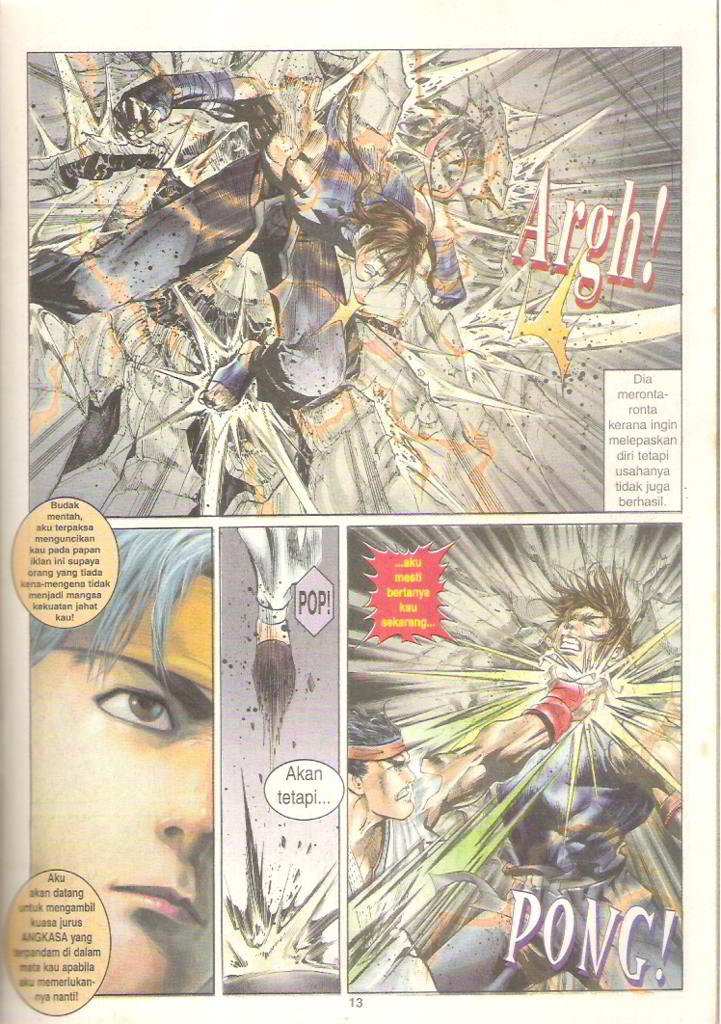 Argh!
Dia
meronta-
ronta
kerana ingin
melepaskan
diri tetapi
usahanya
tidak juga
berhasil.
Budak
mentah,
aku terpaksa
menguncikan
kau pada papan
iklan ini supaya
orang yang tiada
kena-mengena tidak
menjadi mangsa
kekuatan jahat
kau!
Aku
akan datang
untuk mengambil
kuasa jurus
ANGKASA yang
terpandam di dalam
mata kau apabila
aku memerlukan-
nya nanti!
POP!
Akan
tetapi...
...aku
mesti
bertanya
kau
sekarang...
PONG!
13